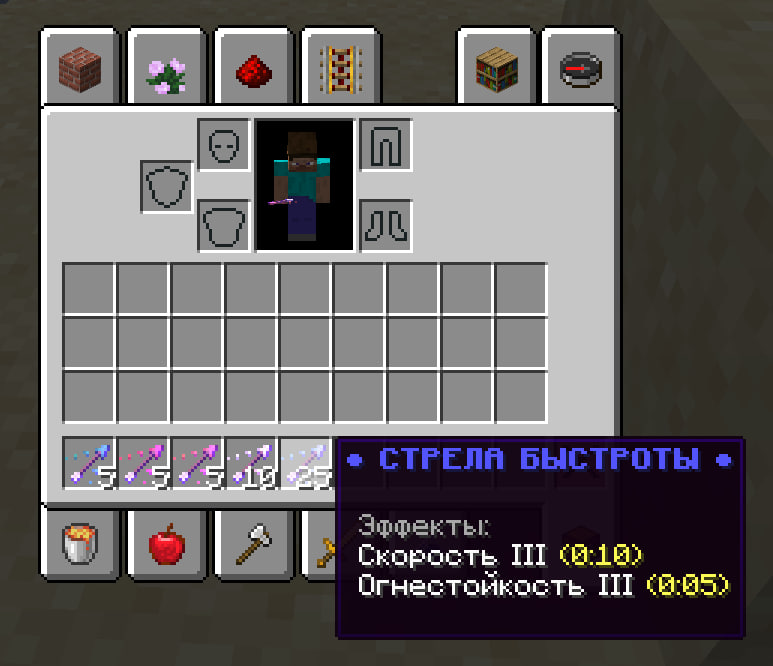 5 5 5 10 25
• СТРЕЛА БЫСТРОТЫ •
Эффекты:
Скорость III (0:10)
Огнестойкость III (0:05)